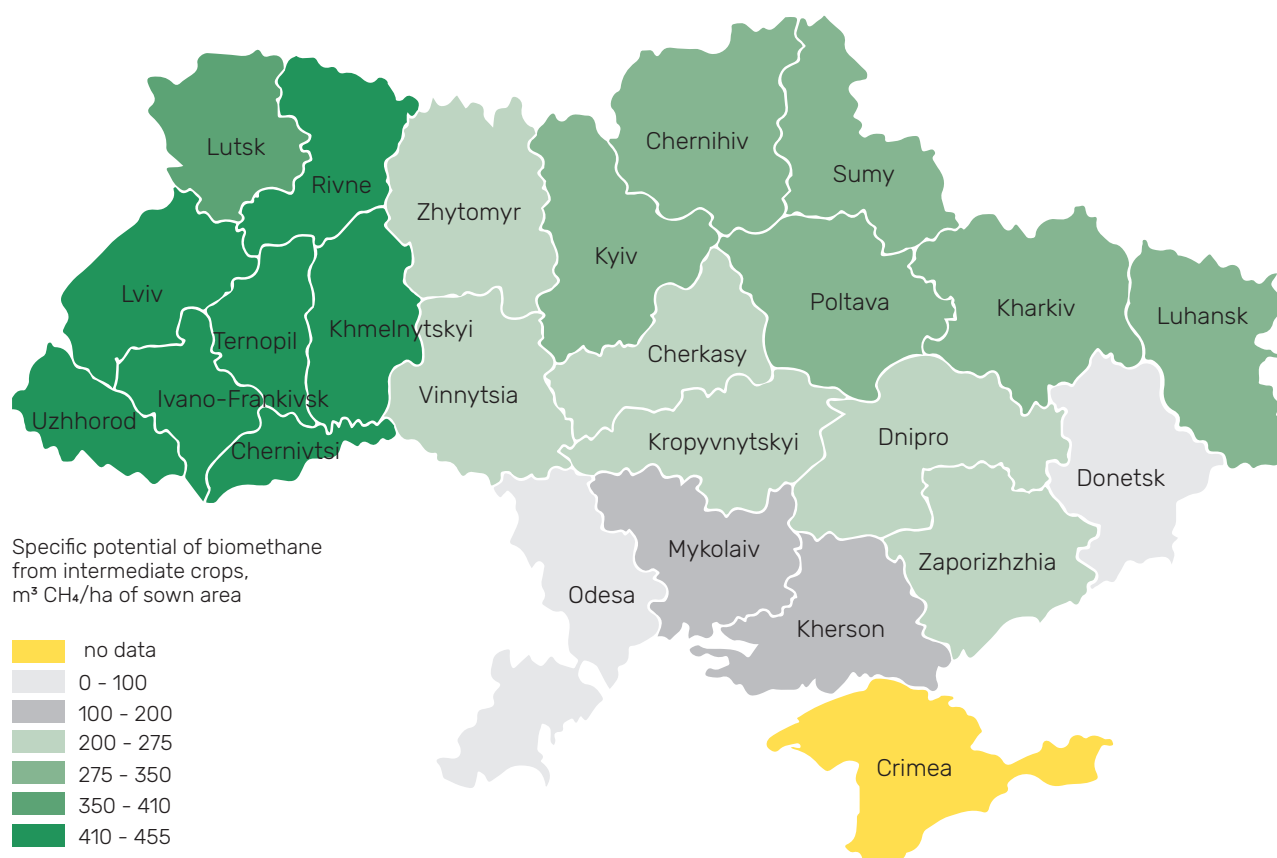 Chernihiv
Lutsk
Sumy
Rivne
Zhytomyr
Kyiv
Lviv
Poltava
Kharkiv
Luhansk
Khmelnytskyi
Ternopil
Cherkasy
Vinnytsia
Ivano-Frankivsk
Uzhhorod
Kropyvnytskyi
Dnipro
Chernivtsi
Donetsk
Mykolaiv
Zaporizhzhia
Odesa
Kherson
Crimea
Specific potential of biomethane
from intermediate crops,
m³ CH₄/ha of sown area
no data
0 - 100
100 - 200
200 - 275
275 - 350
350 - 410
410 - 455